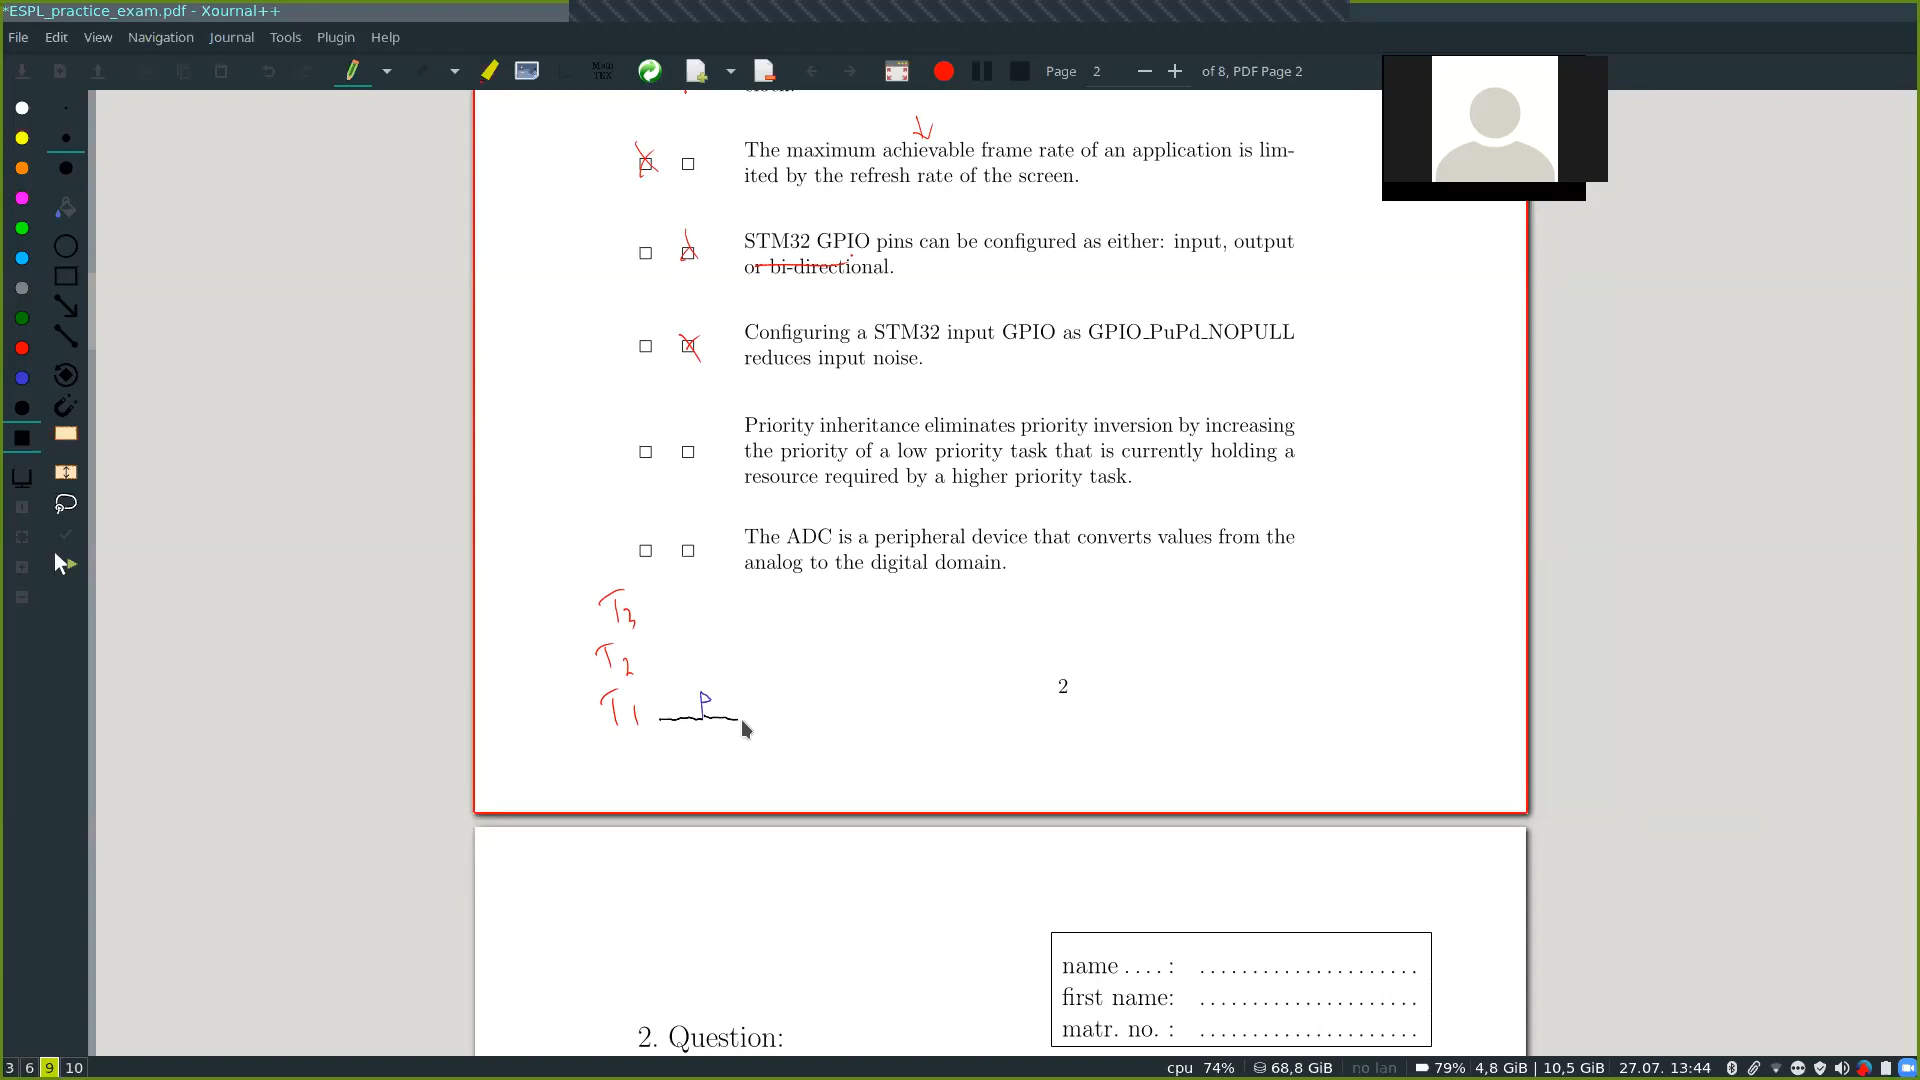 *ESPL_practice_exam.pdf - Xournal++
File Edit View Navigation Journal Tools Plugin Help
Math
TEX
Page 2 of 8, PDF Page 2
The maximum achievable frame rate of an application is lim-
ited by the refresh rate of the screen.
STM32 GPIO pins can be configured as either: input, output
or bi-directional.
Configuring a STM32 input GPIO as GPIO_PuPd_NOPULL
reduces input noise.
Priority inheritance eliminates priority inversion by increasing
the priority of a low priority task that is currently holding a
resource required by a higher priority task.
The ADC is a peripheral device that converts values from the
analog to the digital domain.
T3
T2
T1 P
2
name . . . . :
first name:
matr. no. :
2. Question:
3 6 9 10
cpu 74% 68,8 GiB no lan 79% 4,8 GiB | 10,5 GiB 27.07. 13:44